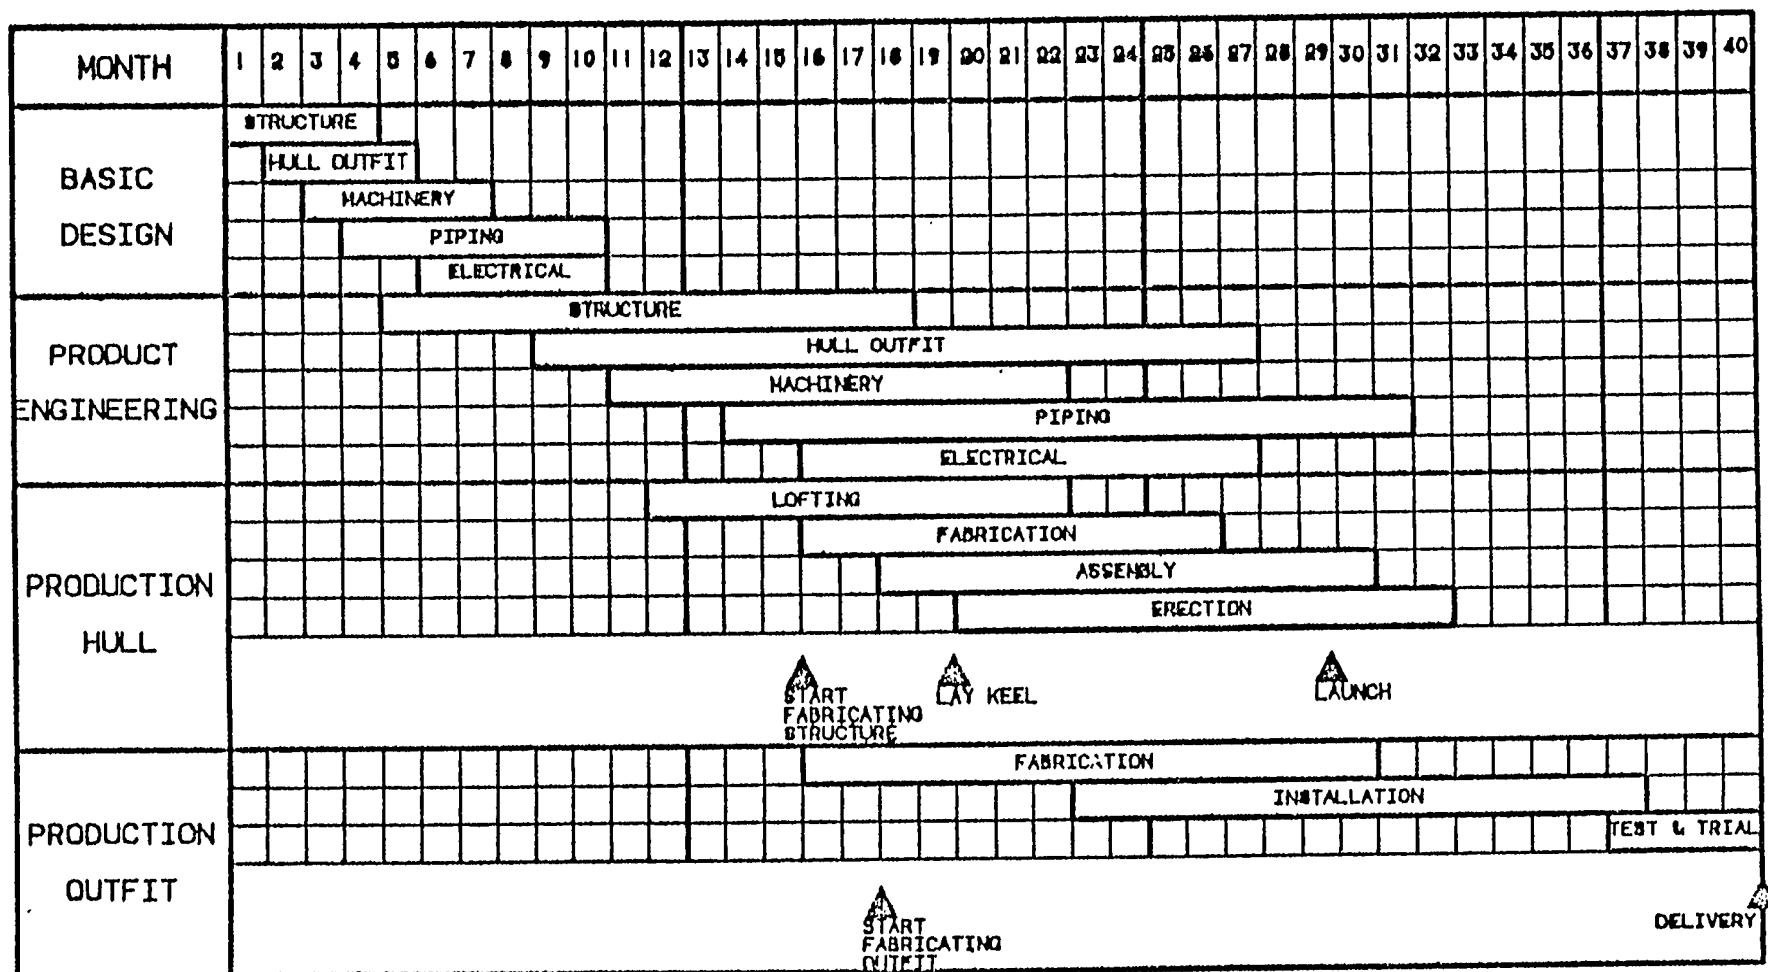 MONTH 1 2 3 4 5 6 7 8 9 10 11 12 13 14 15 16 17 18 19 20 21 22 23 24 25 26 27 28 29 30 31 32 33 34 35 36 37 38 39 40
BASIC
DESIGN
STRUCTURE
HULL OUTFIT
MACHINERY
PIPING
ELECTRICAL
PRODUCT
ENGINEERING
STRUCTURE
HULL OUTFIT
MACHINERY
PIPING
ELECTRICAL
PRODUCTION
HULL
LOFTING
FABRICATION
ASSEMBLY
ERECTION
START
FABRICATING
STRUCTURE
LAY KEEL
LAUNCH
PRODUCTION
OUTFIT
FABRICATION
INSTALLATION
TEST & TRIAL
START
FABRICATING
OUTFIT
DELIVERY